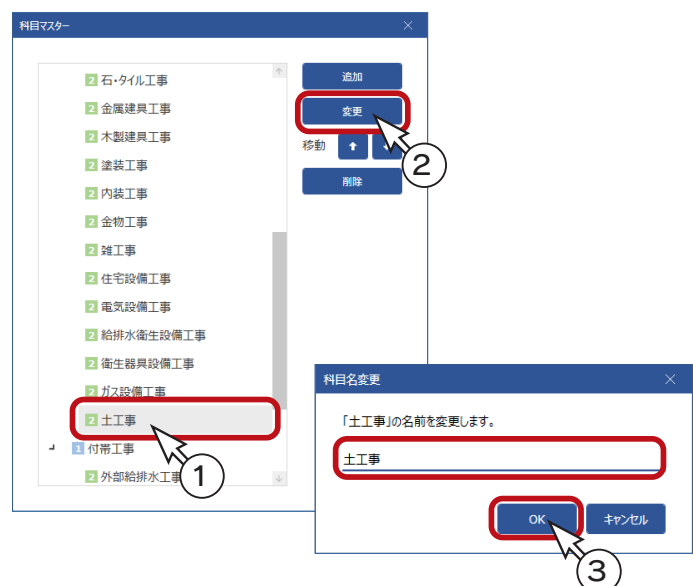 科目マスター
2 石・タイル工事
2 金属建具工事
2 木製建具工事
2 塗装工事
2 内装工事
2 金物工事
2 雑工事
2 住宅設備工事
2 電気設備工事
2 給排水衛生設備工事
2 衛生器具設備工事
2 ガス設備工事
2 土工事
1 付帯工事
2 外部給排水工事
追加
変更
移動
削除
1
2
科目名変更
「土工事」の名前を変更します。
土工事
OK キャンセル
3